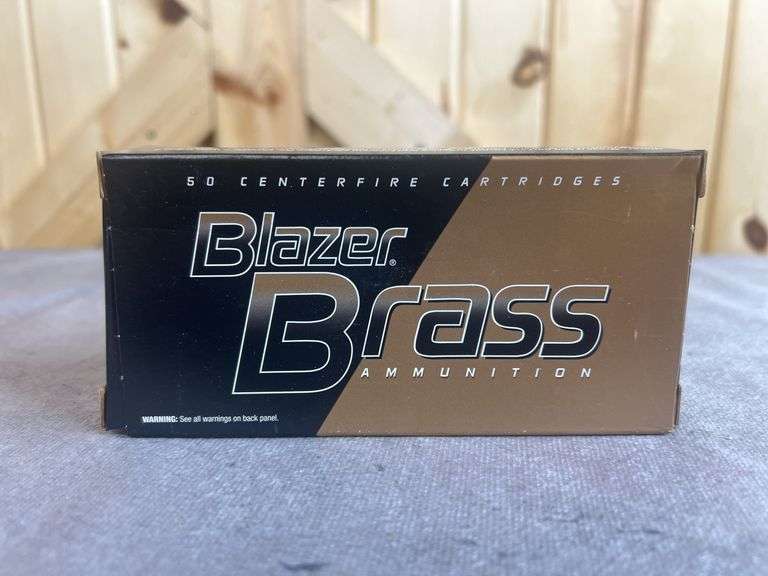 50 CENTERFIRE CARTRIDGES
Blazer®
Brass
AMMUNITION
WARNING: See all warnings on back panel.